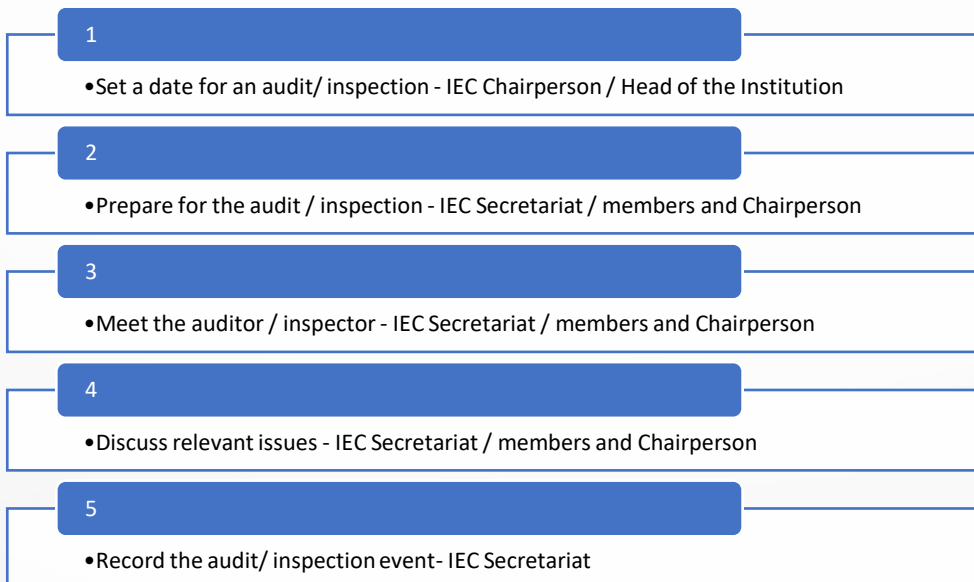 1
•Set a date for an audit/ inspection - IEC Chairperson / Head of the Institution
2
•Prepare for the audit / inspection - IEC Secretariat / members and Chairperson
3
•Meet the auditor / inspector - IEC Secretariat / members and Chairperson
4
•Discuss relevant issues - IEC Secretariat / members and Chairperson
5
•Record the audit/ inspection event- IEC Secretariat